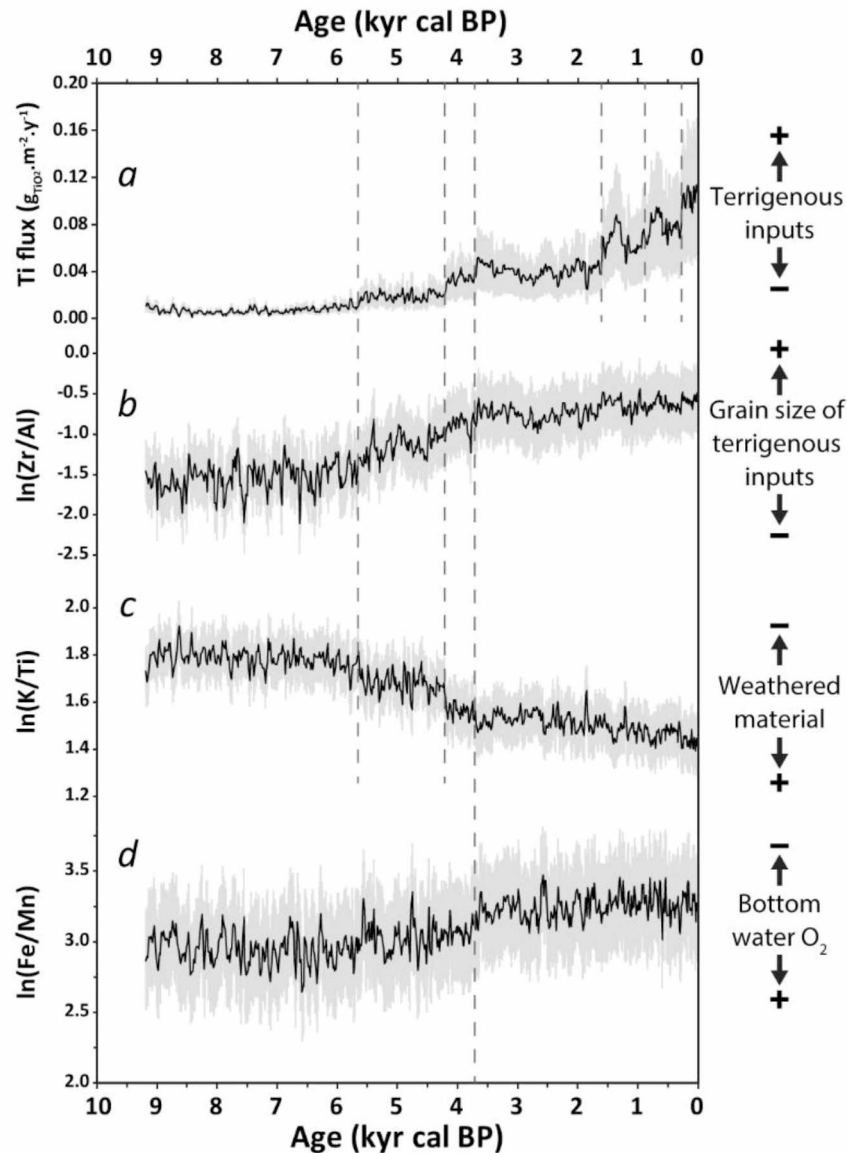 Age (kyr cal BP)
10 9 8 7 6 5 4 3 2 1 0
a
Ti flux (gTiO2.m-2.y-1)
0.20
0.16
0.12
0.08
0.04
0.00
+
Terrigenous
inputs
−
b
ln(Zr/Al)
0.0
-0.5
-1.0
-1.5
-2.0
-2.5
+
Grain size of
terrigenous
inputs
−
c
ln(K/Ti)
2.0
1.8
1.6
1.4
1.2
−
Weathered
material
+
d
ln(Fe/Mn)
3.5
3.0
2.5
2.0
−
Bottom
water O2
+
10 9 8 7 6 5 4 3 2 1 0
Age (kyr cal BP)